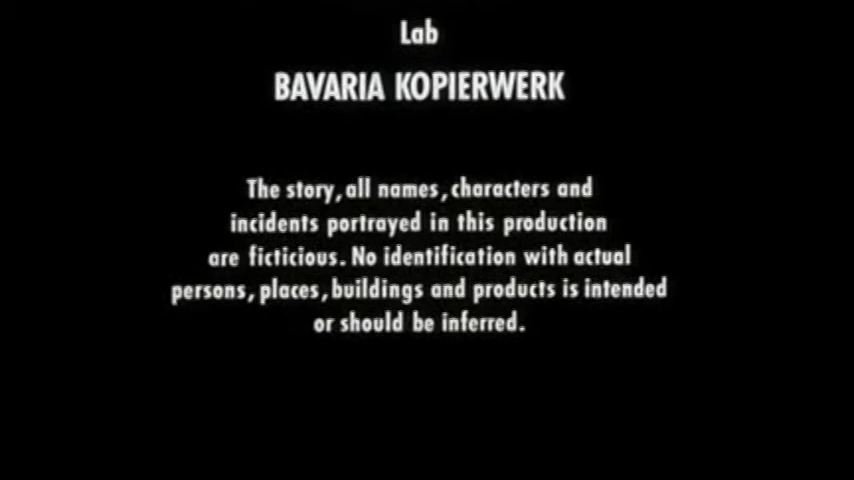 Lab
BAVARIA KOPIERWERK
The story, all names, characters and
incidents portrayed in this production
are ficticious. No identification with actual
persons, places, buildings and products is intended
or should be inferred.